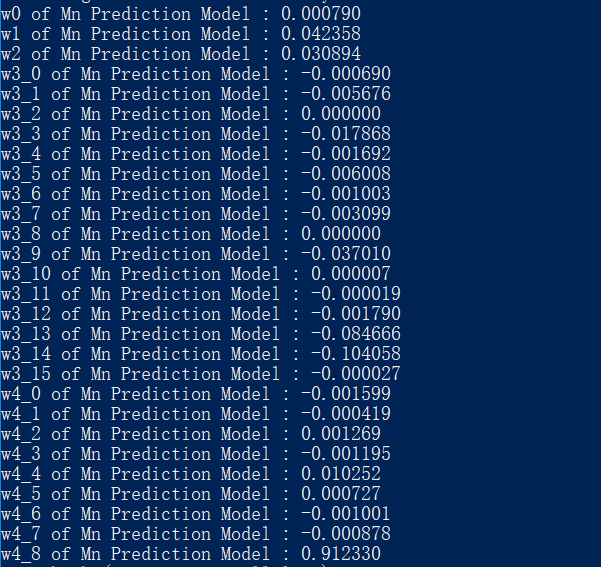 w0 of Mn Prediction Model : 0.000790
w1 of Mn Prediction Model : 0.042358
w2 of Mn Prediction Model : 0.030894
w3_0 of Mn Prediction Model : -0.000690
w3_1 of Mn Prediction Model : -0.005676
w3_2 of Mn Prediction Model : 0.000000
w3_3 of Mn Prediction Model : -0.017868
w3_4 of Mn Prediction Model : -0.001692
w3_5 of Mn Prediction Model : -0.006008
w3_6 of Mn Prediction Model : -0.001003
w3_7 of Mn Prediction Model : -0.003099
w3_8 of Mn Prediction Model : 0.000000
w3_9 of Mn Prediction Model : -0.037010
w3_10 of Mn Prediction Model : 0.000007
w3_11 of Mn Prediction Model : -0.000019
w3_12 of Mn Prediction Model : -0.001790
w3_13 of Mn Prediction Model : -0.084666
w3_14 of Mn Prediction Model : -0.104058
w3_15 of Mn Prediction Model : -0.000027
w4_0 of Mn Prediction Model : -0.001599
w4_1 of Mn Prediction Model : -0.000419
w4_2 of Mn Prediction Model : 0.001269
w4_3 of Mn Prediction Model : -0.001195
w4_4 of Mn Prediction Model : 0.010252
w4_5 of Mn Prediction Model : 0.000727
w4_6 of Mn Prediction Model : -0.001001
w4_7 of Mn Prediction Model : -0.000878
w4_8 of Mn Prediction Model : 0.912330